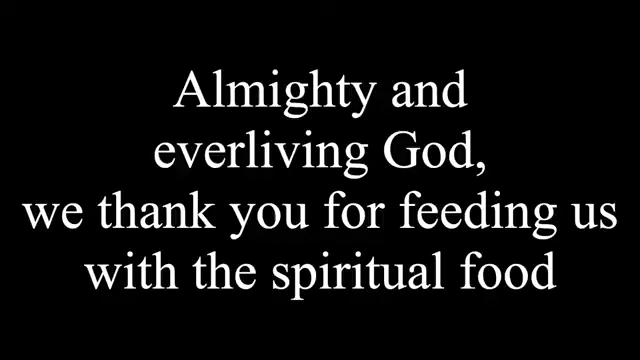 Almighty and
everliving God,
we thank you for feeding us
with the spiritual food